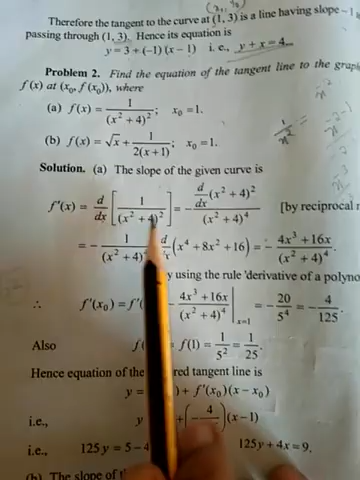 Therefore the tangent to the curve at (1, 3) is a line having slope −1
passing through (1, 3). Hence its equation is
y = 3 + (−1) (x − 1) i. e., y + x = 4.
Problem 2. Find the equation of the tangent line to the
f (x) at (x₀, f (x₀)), where
(a) f(x) = 1/(x² + 4)²; x₀ = 1.
(b) f(x) = √x + 1/(2(x+1)); x₀ = 1.
Solution. (a) The slope of the given curve is
f′(x) = d/dx [1/(x² + 4)²] = − (d/dx (x² + 4)²)/(x² + 4)⁴ [by reciprocal
= − 1/(x² + 4) d/ (x⁴ + 8x² + 16) = − (4x³ + 16x)/(x² + 4)⁴.
by using the rule 'derivative of a
∴ f′(x₀) = f′( − (4x³ + 16x)/(x² + 4)⁴ |ₓ₌₁ = − 20/5⁴ = − 4/125.
Also f( = f(1) = 1/5² = 1/25.
Hence equation of the red tangent line is
y = ) + f′(x₀)(x − x₀)
i.e., y + (− 4/ )(x − 1)
i.e., 125y = 5 − 4 125y + 4x = 9.
(b) The slope of